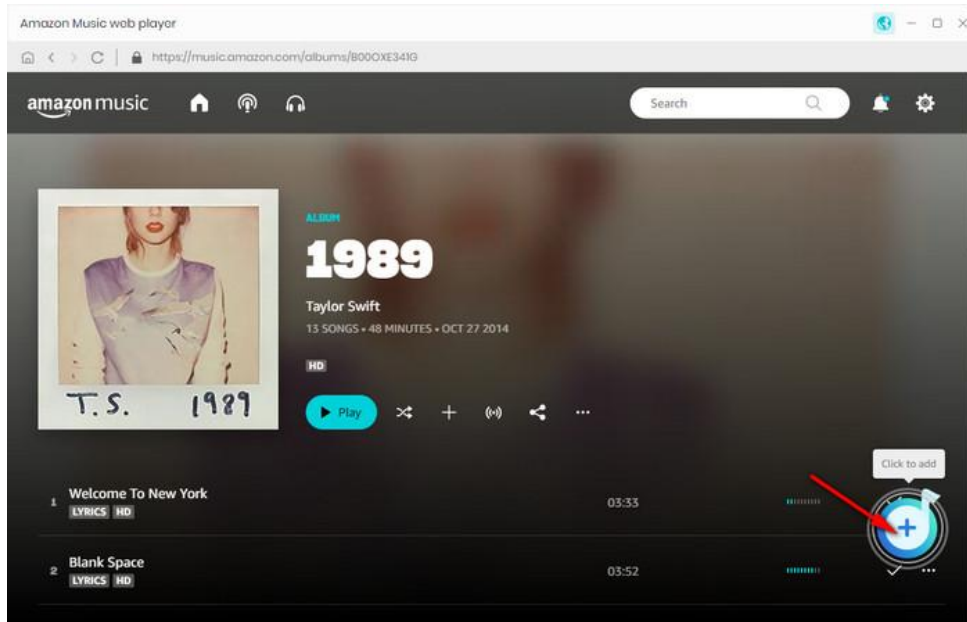 Amazon Music web player
https://music.amazon.com/albums/B00OXE341G
amazon music
Search
ALBUM
1989
Taylor Swift
13 SONGS • 48 MINUTES • OCT 27 2014
HD
T.S. 1989
Play
Click to add
1 Welcome To New York 03:33
LYRICS HD
2 Blank Space 03:52
LYRICS HD